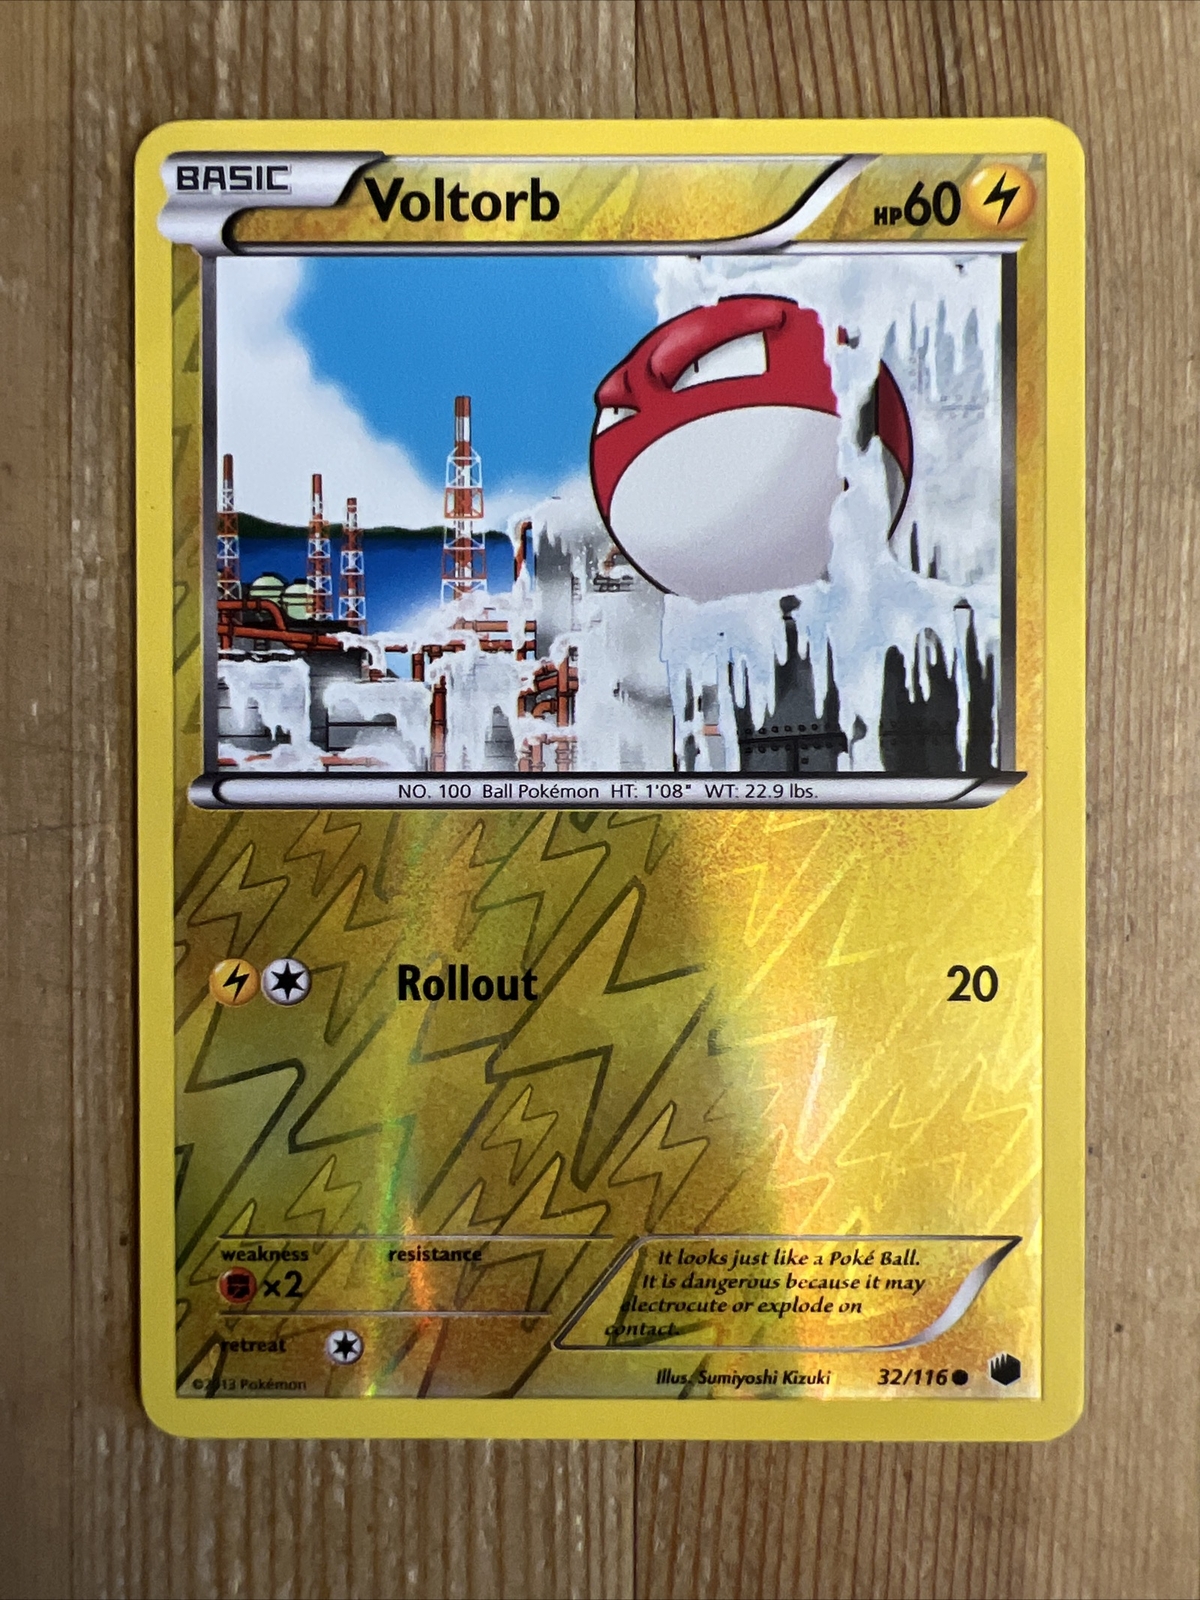 BASIC Voltorb HP60
NO. 100 Ball Pokémon HT: 1'08" WT: 22.9 lbs.
Rollout 20
weakness resistance
×2
retreat
It looks just like a Poké Ball.
It is dangerous because it may
electrocute or explode on
contact.
©2013 Pokémon Illus. Sumiyoshi Kizuki 32/116